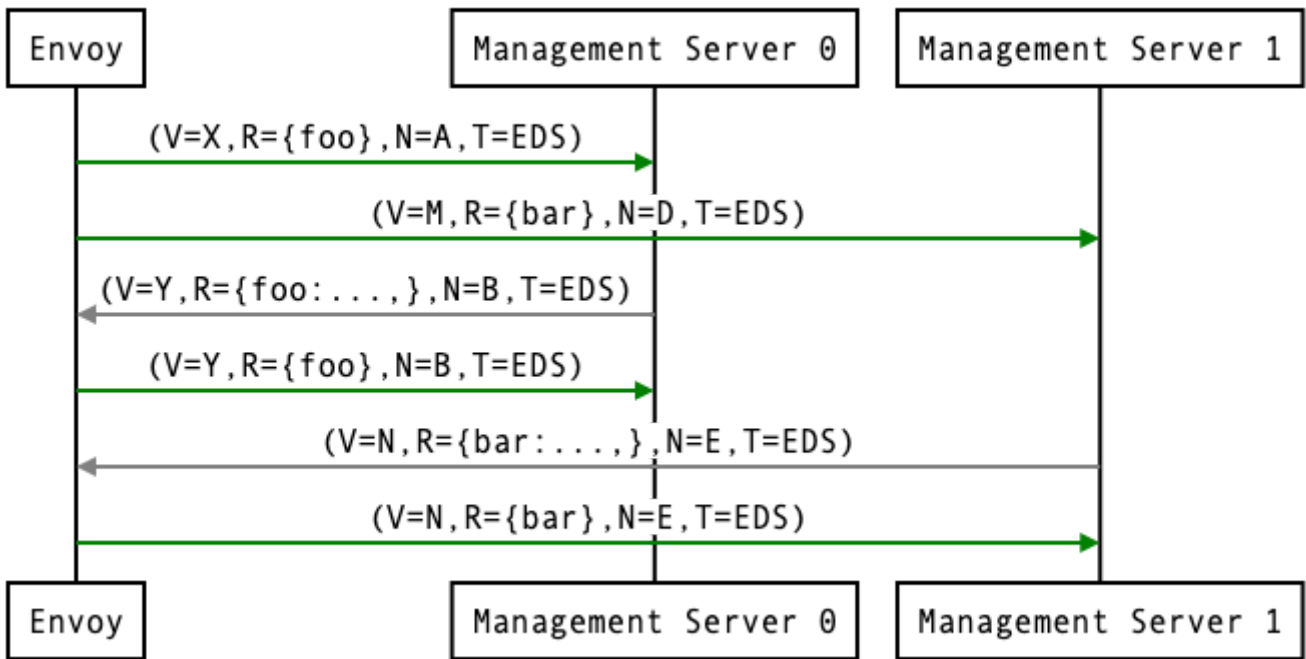 Envoy
Management Server 0
Management Server 1
(V=X,R={foo},N=A,T=EDS)
(V=M,R={bar},N=D,T=EDS)
(V=Y,R={foo:...,},N=B,T=EDS)
(V=Y,R={foo},N=B,T=EDS)
(V=N,R={bar:...,},N=E,T=EDS)
(V=N,R={bar},N=E,T=EDS)
Envoy
Management Server 0
Management Server 1